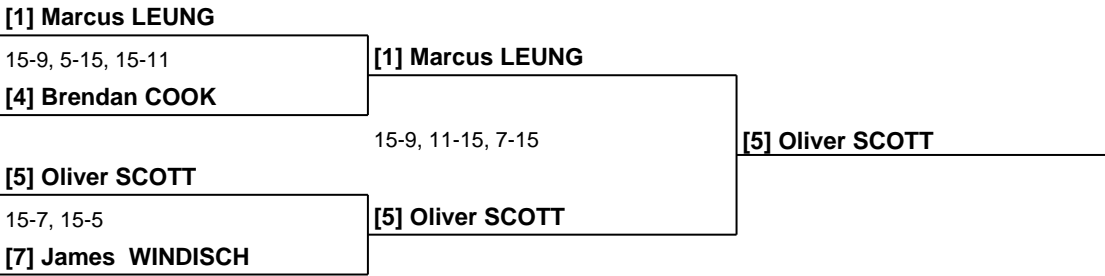 [1] Marcus LEUNG
15-9, 5-15, 15-11
[4] Brendan COOK
[5] Oliver SCOTT
15-7, 15-5
[7] James  WINDISCH
[1] Marcus LEUNG
15-9, 11-15, 7-15
[5] Oliver SCOTT
[5] Oliver SCOTT